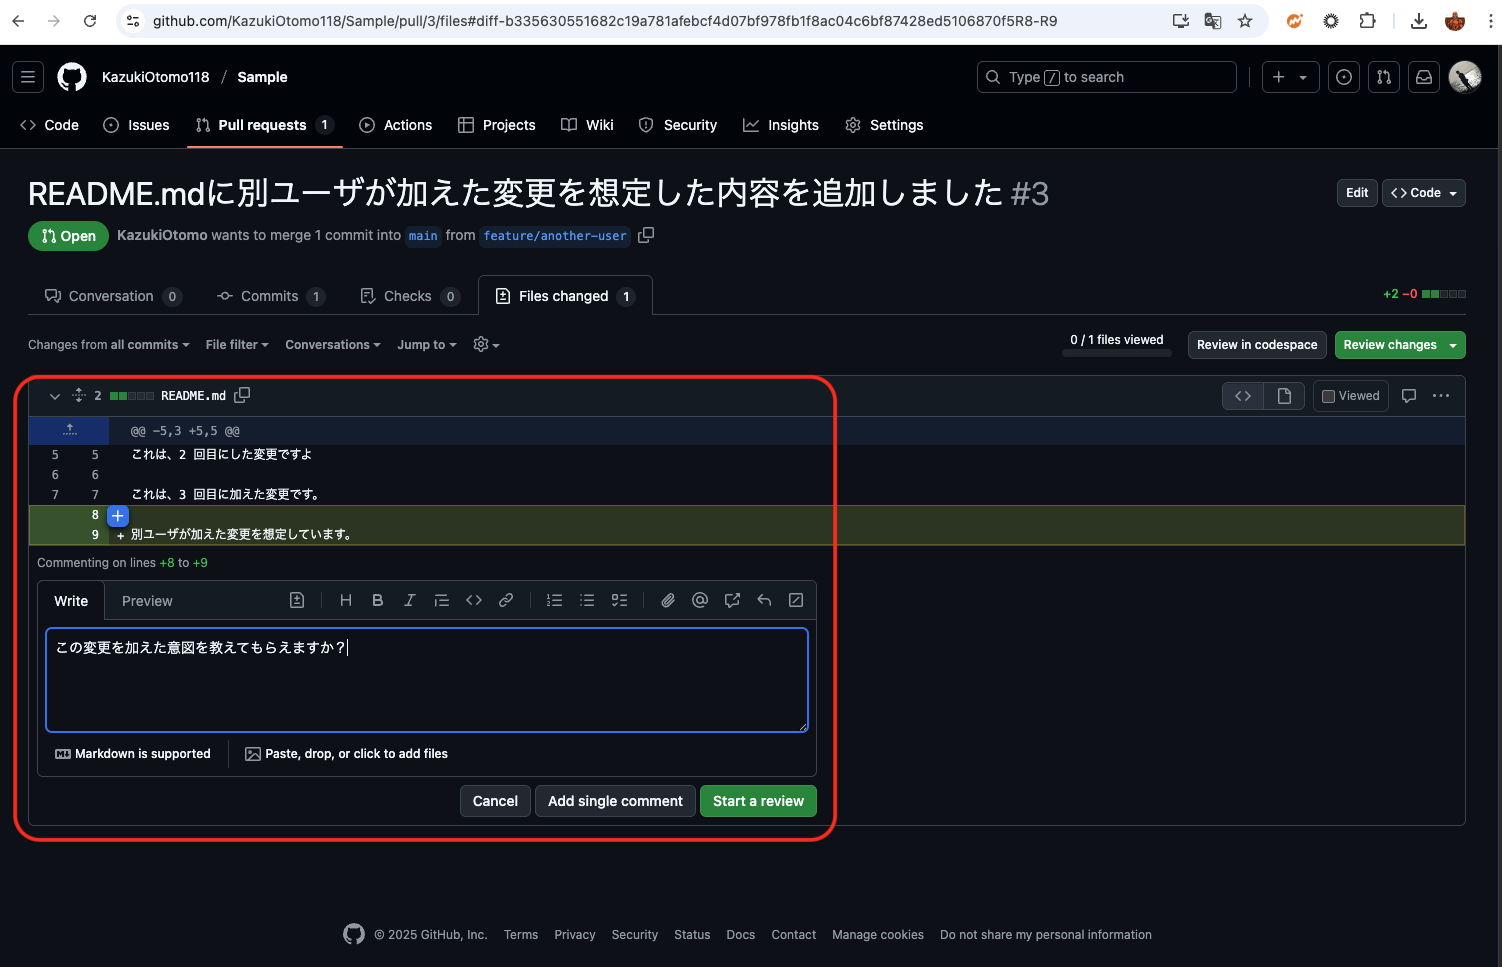 github.com/KazukiOtomo118/Sample/pull/3/files#diff-b335630551682c19a781afebcf4d07bf978fb1f8ac04c6bf87428ed5106870f5R8-R9
KazukiOtomo118 / Sample
Type / to search
Code Issues Pull requests 1 Actions Projects Wiki Security Insights Settings
README.mdに別ユーザが加えた変更を想定した内容を追加しました #3
Edit <> Code
Open KazukiOtomo wants to merge 1 commit into main from feature/another-user
Conversation 0 Commits 1 Checks 0 Files changed 1
+2 −0
Changes from all commits File filter Conversations Jump to
0 / 1 files viewed Review in codespace Review changes
2 README.md
Viewed
@@ -5,3 +5,5 @@
5 5 これは、2 回目にした変更ですよ
6 6
7 7 これは、3 回目に加えた変更です。
8 +
9 + 別ユーザが加えた変更を想定しています。
Commenting on lines +8 to +9
Write Preview
この変更を加えた意図を教えてもらえますか？
Markdown is supported Paste, drop, or click to add files
Cancel Add single comment Start a review
© 2025 GitHub, Inc. Terms Privacy Security Status Docs Contact Manage cookies Do not share my personal information